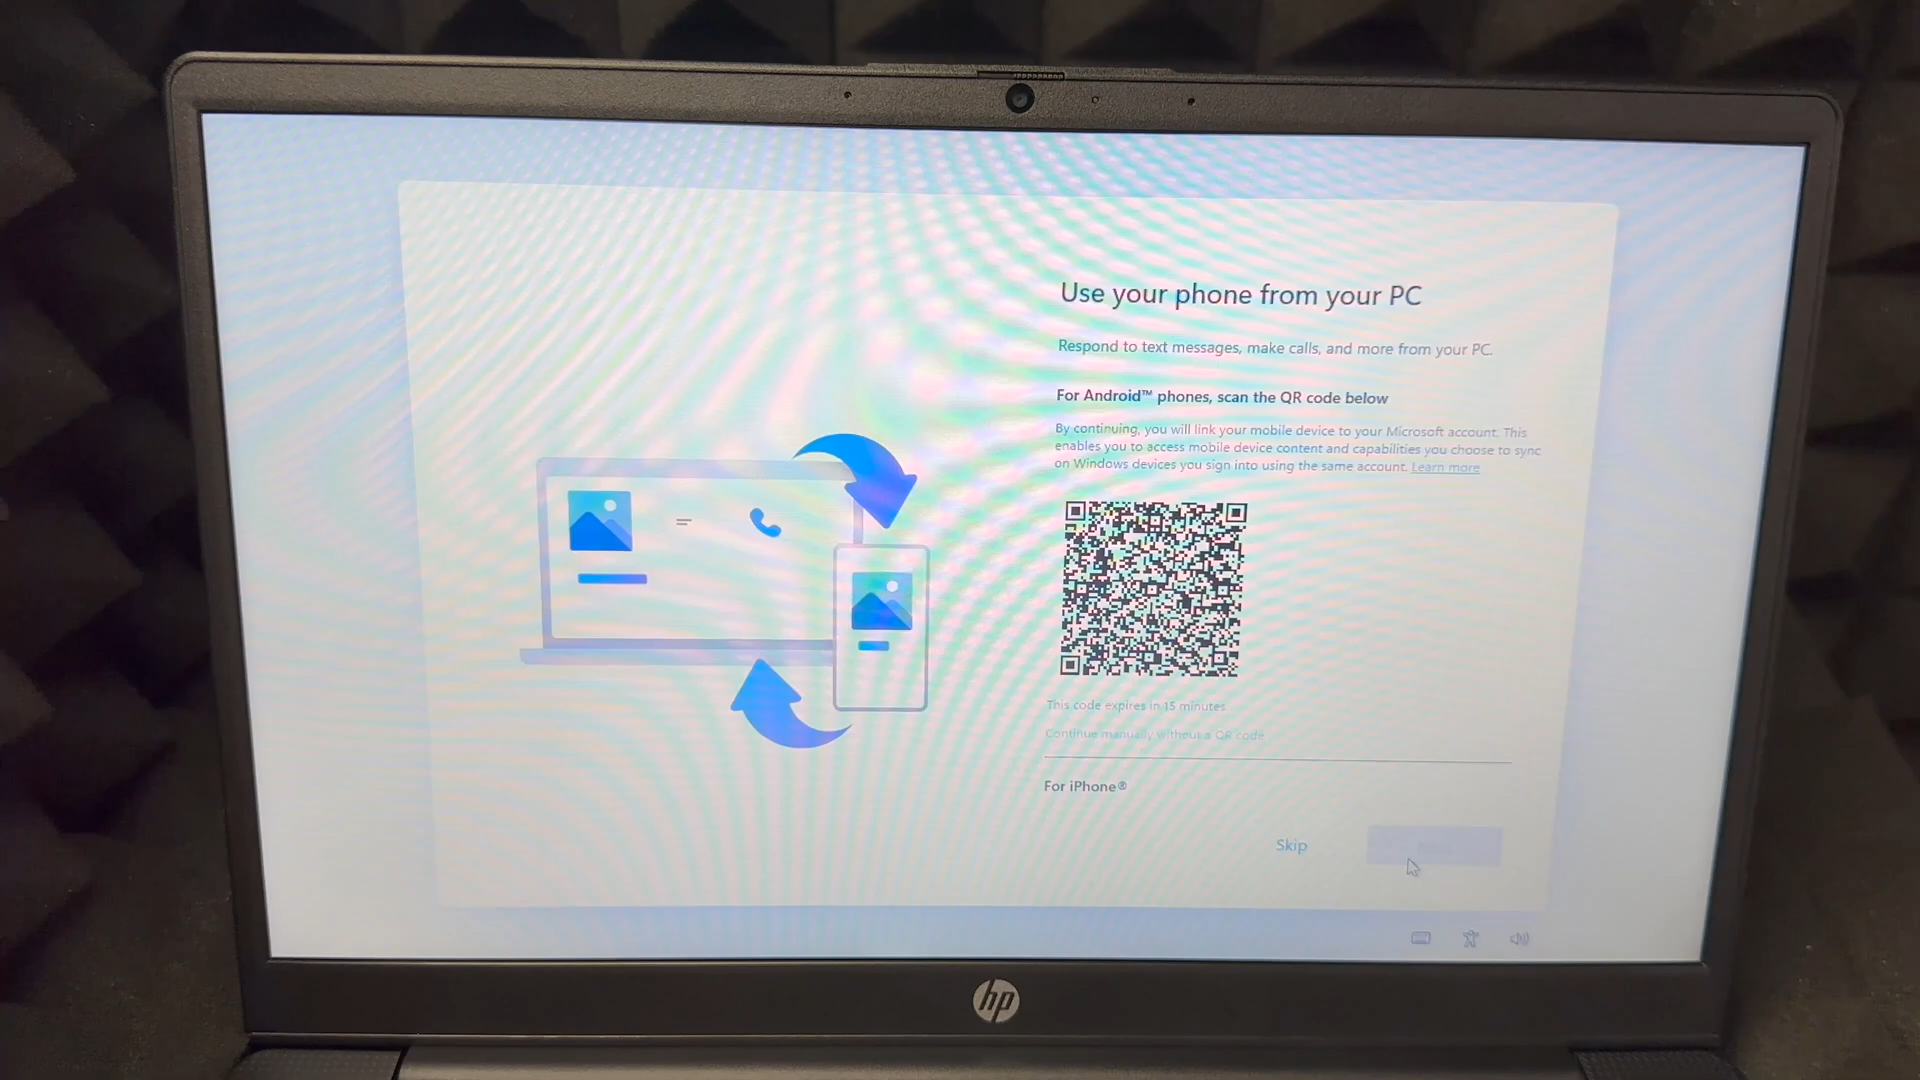 Use your phone from your PC
Respond to text messages, make calls, and more from your PC.
For Android™ phones, scan the QR code below
By continuing, you will link your mobile device to your Microsoft account. This
enables you to access mobile device content and capabilities you choose to sync
on Windows devices you sign into using the same account. Learn more
This code expires in 15 minutes
Continue manually without a QR code
For iPhone®
Skip
hp